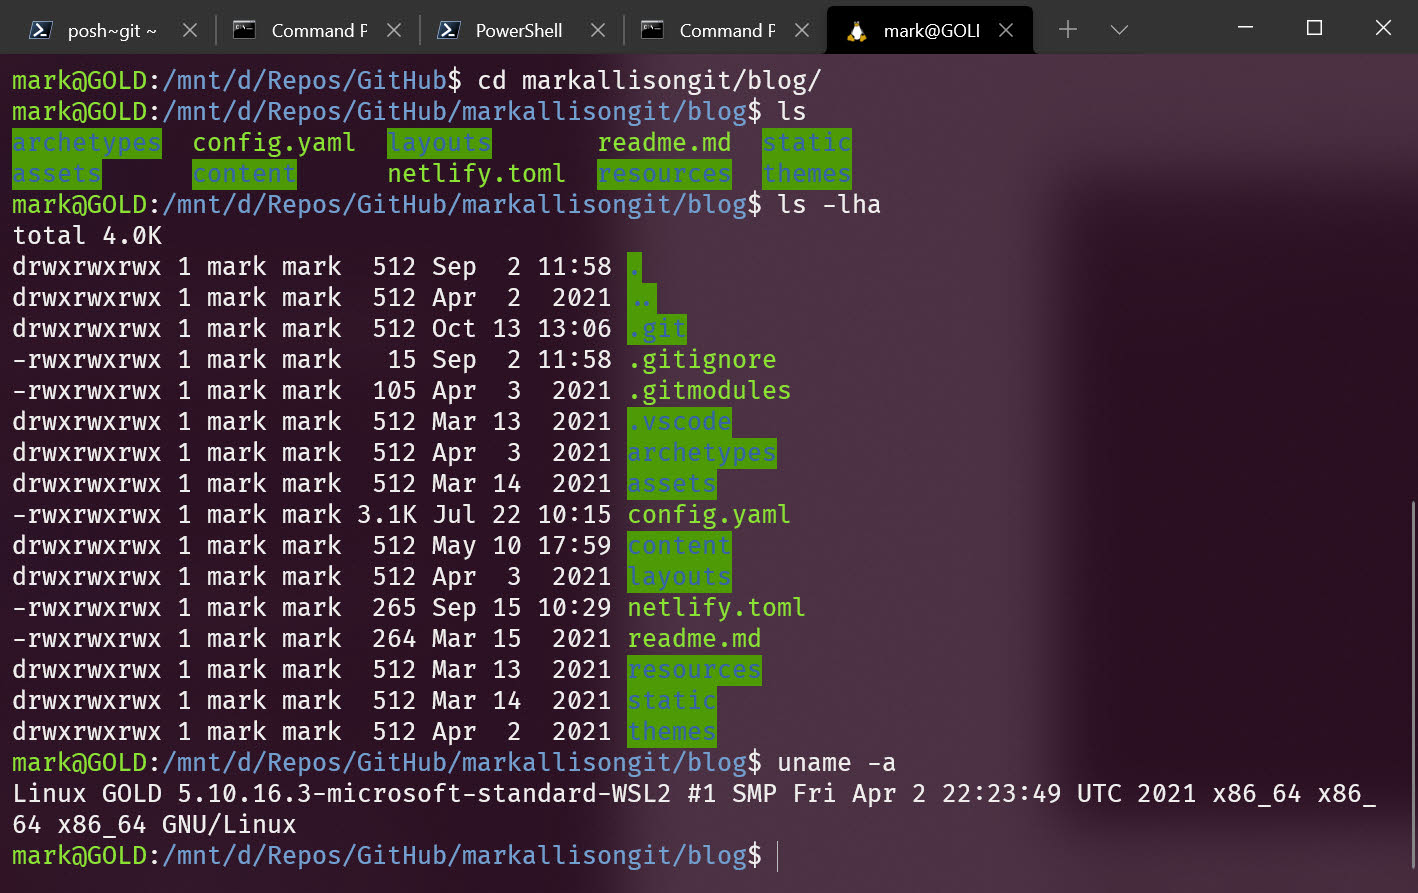 posh~git ~ Command P PowerShell Command P mark@GOLI
mark@GOLD:/mnt/d/Repos/GitHub$ cd markallisongit/blog/
mark@GOLD:/mnt/d/Repos/GitHub/markallisongit/blog$ ls
archetypes  config.yaml  layouts       readme.md  static
assets      content      netlify.toml  resources  themes
mark@GOLD:/mnt/d/Repos/GitHub/markallisongit/blog$ ls -lha
total 4.0K
drwxrwxrwx 1 mark mark  512 Sep  2 11:58 .
drwxrwxrwx 1 mark mark  512 Apr  2  2021 ..
drwxrwxrwx 1 mark mark  512 Oct 13 13:06 .git
-rwxrwxrwx 1 mark mark   15 Sep  2 11:58 .gitignore
-rwxrwxrwx 1 mark mark  105 Apr  3  2021 .gitmodules
drwxrwxrwx 1 mark mark  512 Mar 13  2021 .vscode
drwxrwxrwx 1 mark mark  512 Apr  3  2021 archetypes
drwxrwxrwx 1 mark mark  512 Mar 14  2021 assets
-rwxrwxrwx 1 mark mark 3.1K Jul 22 10:15 config.yaml
drwxrwxrwx 1 mark mark  512 May 10 17:59 content
drwxrwxrwx 1 mark mark  512 Apr  3  2021 layouts
-rwxrwxrwx 1 mark mark  265 Sep 15 10:29 netlify.toml
-rwxrwxrwx 1 mark mark  264 Mar 15  2021 readme.md
drwxrwxrwx 1 mark mark  512 Mar 13  2021 resources
drwxrwxrwx 1 mark mark  512 Mar 14  2021 static
drwxrwxrwx 1 mark mark  512 Apr  2  2021 themes
mark@GOLD:/mnt/d/Repos/GitHub/markallisongit/blog$ uname -a
Linux GOLD 5.10.16.3-microsoft-standard-WSL2 #1 SMP Fri Apr 2 22:23:49 UTC 2021 x86_64 x86_
64 x86_64 GNU/Linux
mark@GOLD:/mnt/d/Repos/GitHub/markallisongit/blog$